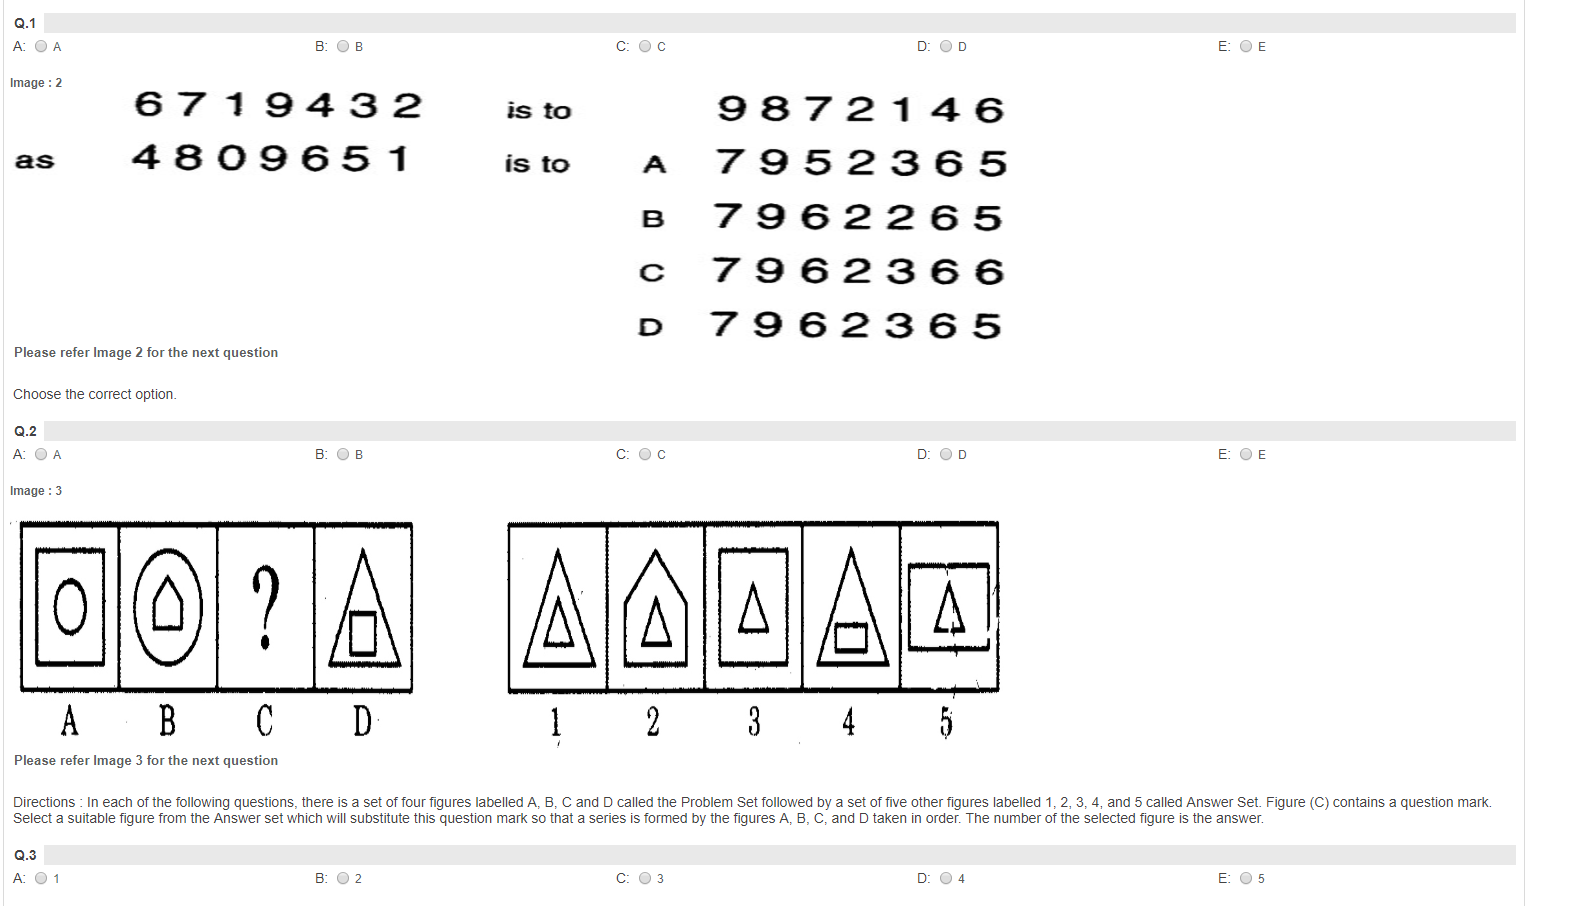 Q.1
A: A B: B C: C D: D E: E
Image : 2
6 7 1 9 4 3 2 is to 9 8 7 2 1 4 6
as 4 8 0 9 6 5 1 is to A 7 9 5 2 3 6 5
B 7 9 6 2 2 6 5
C 7 9 6 2 3 6 6
D 7 9 6 2 3 6 5
Please refer Image 2 for the next question
Choose the correct option.
Q.2
A: A B: B C: C D: D E: E
Image : 3
?
A B C D 1 2 3 4 5
Please refer Image 3 for the next question
Directions : In each of the following questions, there is a set of four figures labelled A, B, C and D called the Problem Set followed by a set of five other figures labelled 1, 2, 3, 4, and 5 called Answer Set. Figure (C) contains a question mark.
Select a suitable figure from the Answer set which will substitute this question mark so that a series is formed by the figures A, B, C, and D taken in order. The number of the selected figure is the answer.
Q.3
A: 1 B: 2 C: 3 D: 4 E: 5